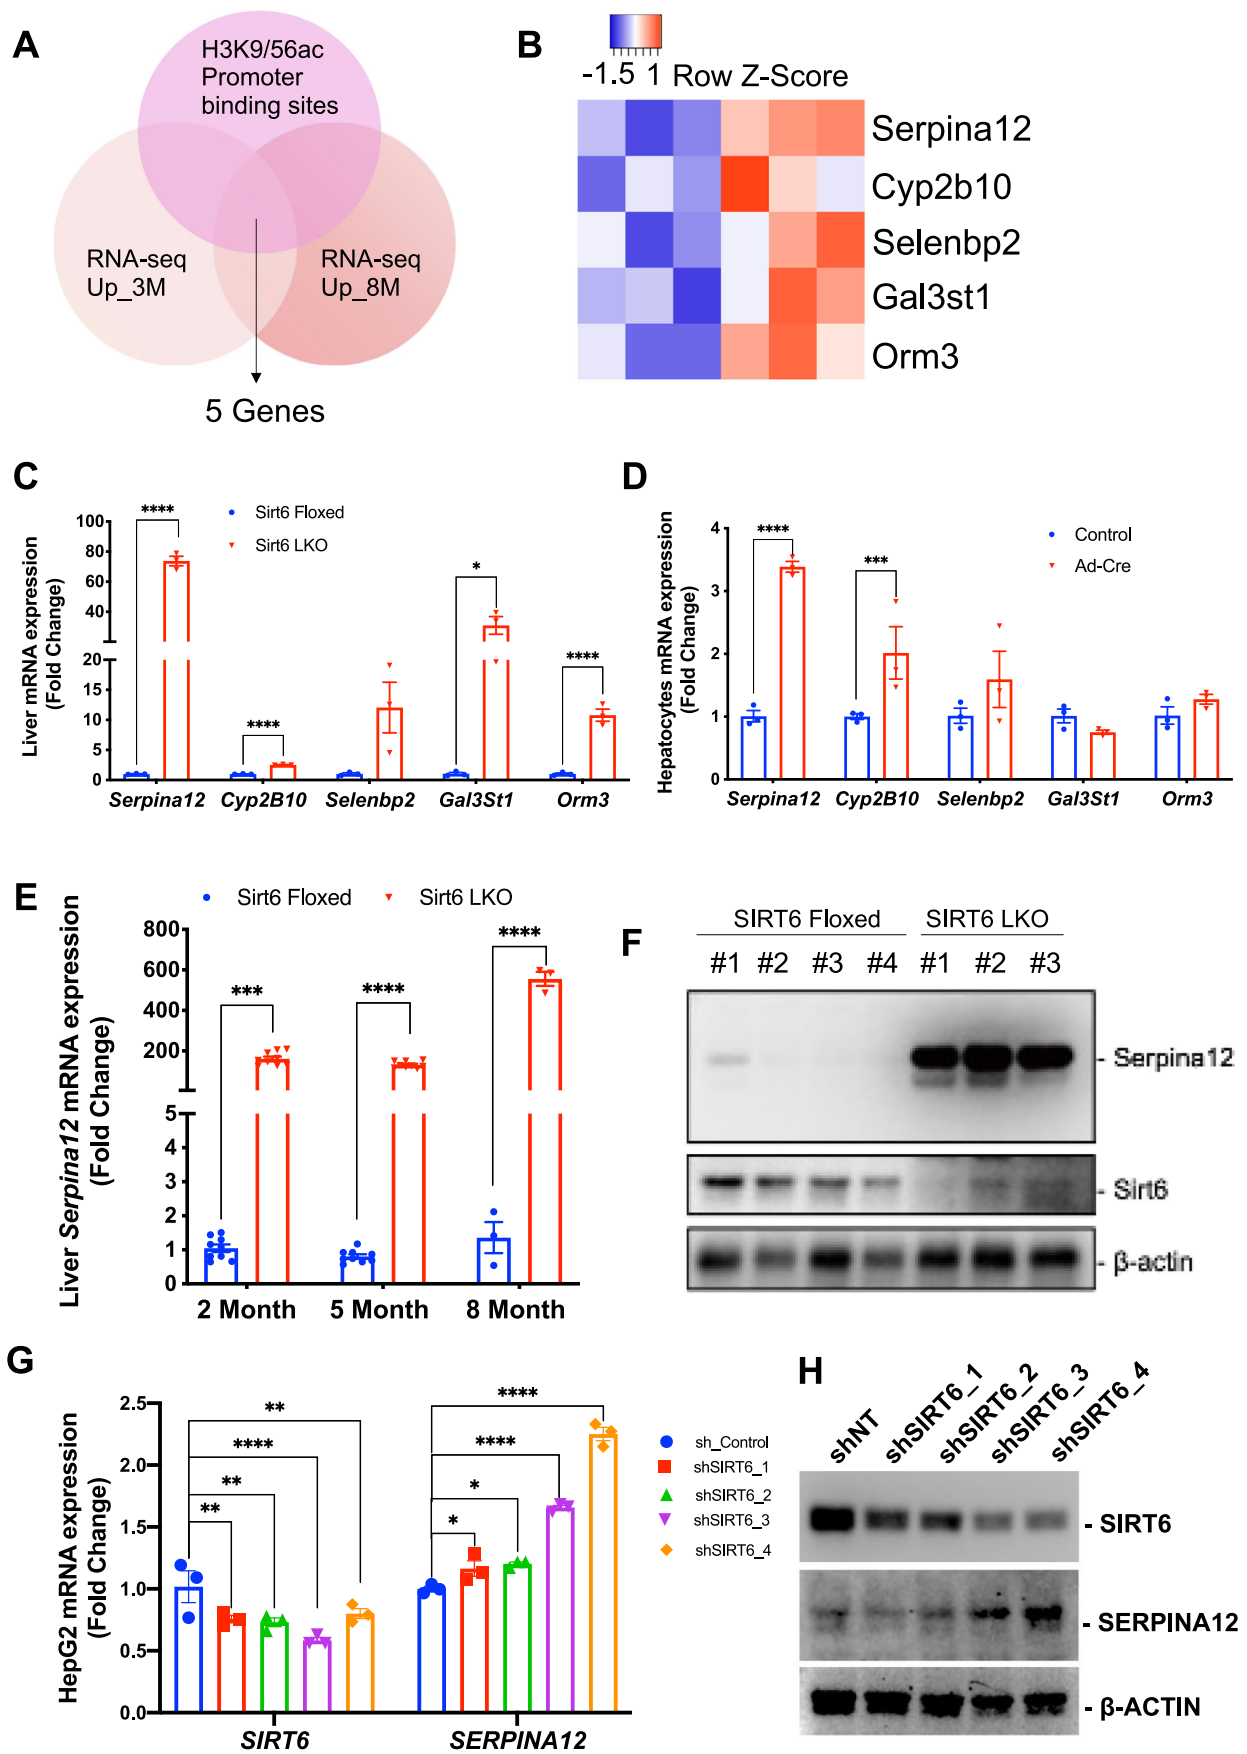 A
H3K9/56ac
Promoter
binding sites
RNA-seq
Up_3M
RNA-seq
Up_8M
5 Genes
B
-1.5 1 Row Z-Score
Serpina12
Cyp2b10
Selenbp2
Gal3st1
Orm3
C
Liver mRNA expression
(Fold Change)
100
80
60
40
20
15
10
5
0
Sirt6 Floxed
Sirt6 LKO
****
****
*
****
Serpina12 Cyp2B10 Selenbp2 Gal3St1 Orm3
D
Hepatocytes mRNA expression
(Fold Change)
4
3
2
1
0
Control
Ad-Cre
****
***
Serpina12 Cyp2B10 Selenbp2 Gal3St1 Orm3
E
Liver Serpina12 mRNA expression
(Fold Change)
Sirt6 Floxed Sirt6 LKO
800
600
400
200
5
4
3
2
1
0
***
****
****
2 Month 5 Month 8 Month
F
SIRT6 Floxed SIRT6 LKO
#1 #2 #3 #4 #1 #2 #3
- Serpina12
- Sirt6
- β-actin
G
HepG2 mRNA expression
(Fold Change)
2.5
2.0
1.5
1.0
0.5
0.0
**
****
**
**
****
****
*
*
sh_Control
shSIRT6_1
shSIRT6_2
shSIRT6_3
shSIRT6_4
SIRT6 SERPINA12
H
shNT
shSIRT6_1
shSIRT6_2
shSIRT6_3
shSIRT6_4
- SIRT6
- SERPINA12
- β-ACTIN